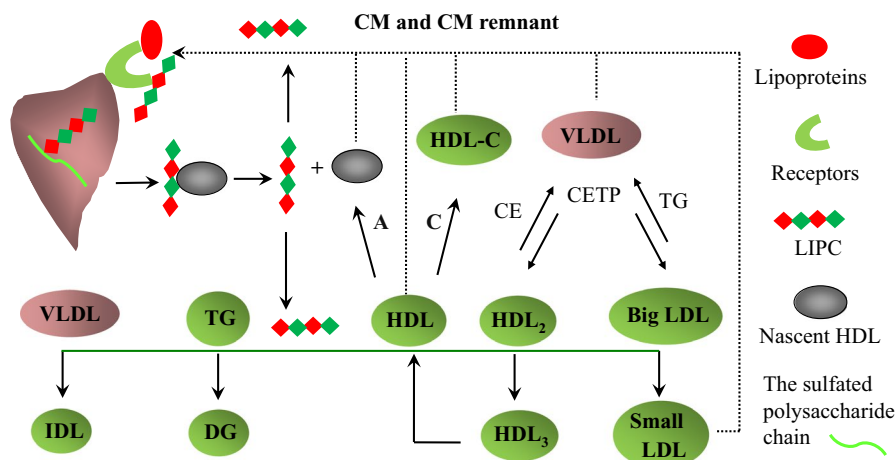 CM and CM remnant
Lipoproteins
HDL-C
VLDL
Receptors
+
A
C
CE
CETP
TG
LIPC
VLDL
TG
HDL
HDL₂
Big LDL
Nascent HDL
IDL
DG
HDL₃
Small
LDL
The sulfated
polysaccharide
chain